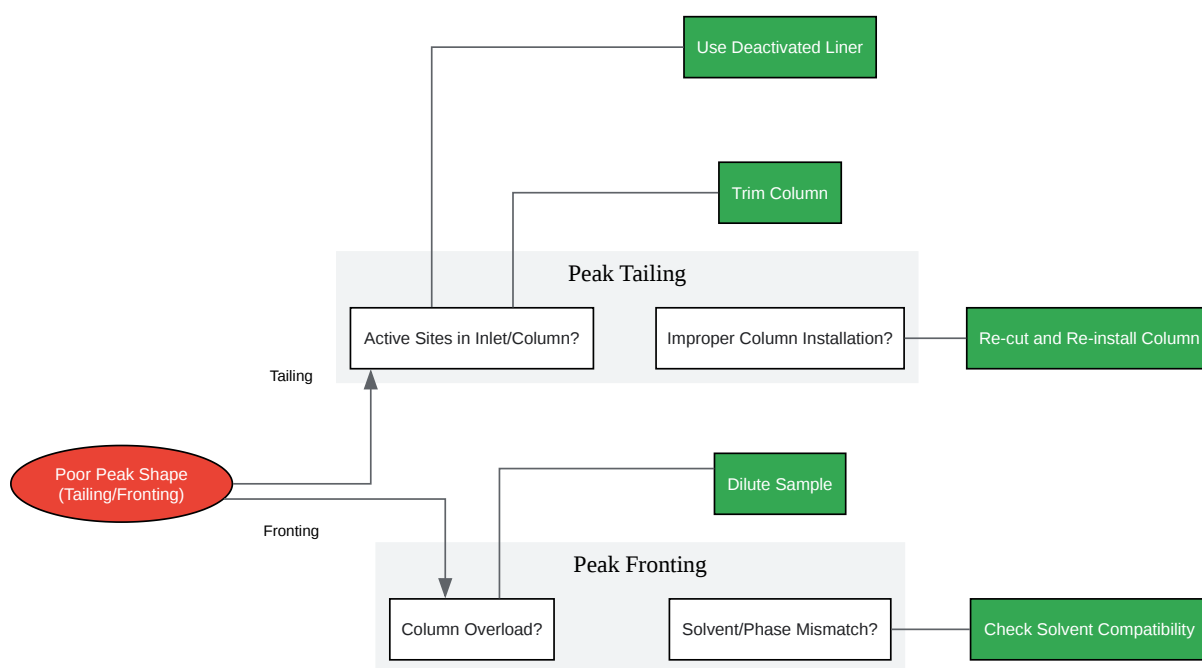 Use Deactivated Liner
Trim Column
Peak Tailing
Active Sites in Inlet/Column?
Improper Column Installation?
Re-cut and Re-install Column
Tailing
Poor Peak Shape
(Tailing/Fronting)
Dilute Sample
Fronting
Peak Fronting
Column Overload?
Solvent/Phase Mismatch?
Check Solvent Compatibility